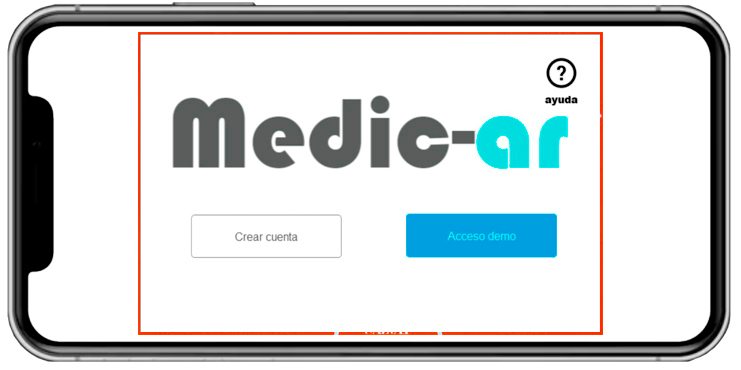 ?
ayuda
Medic-ar
Crear cuenta
Acceso demo